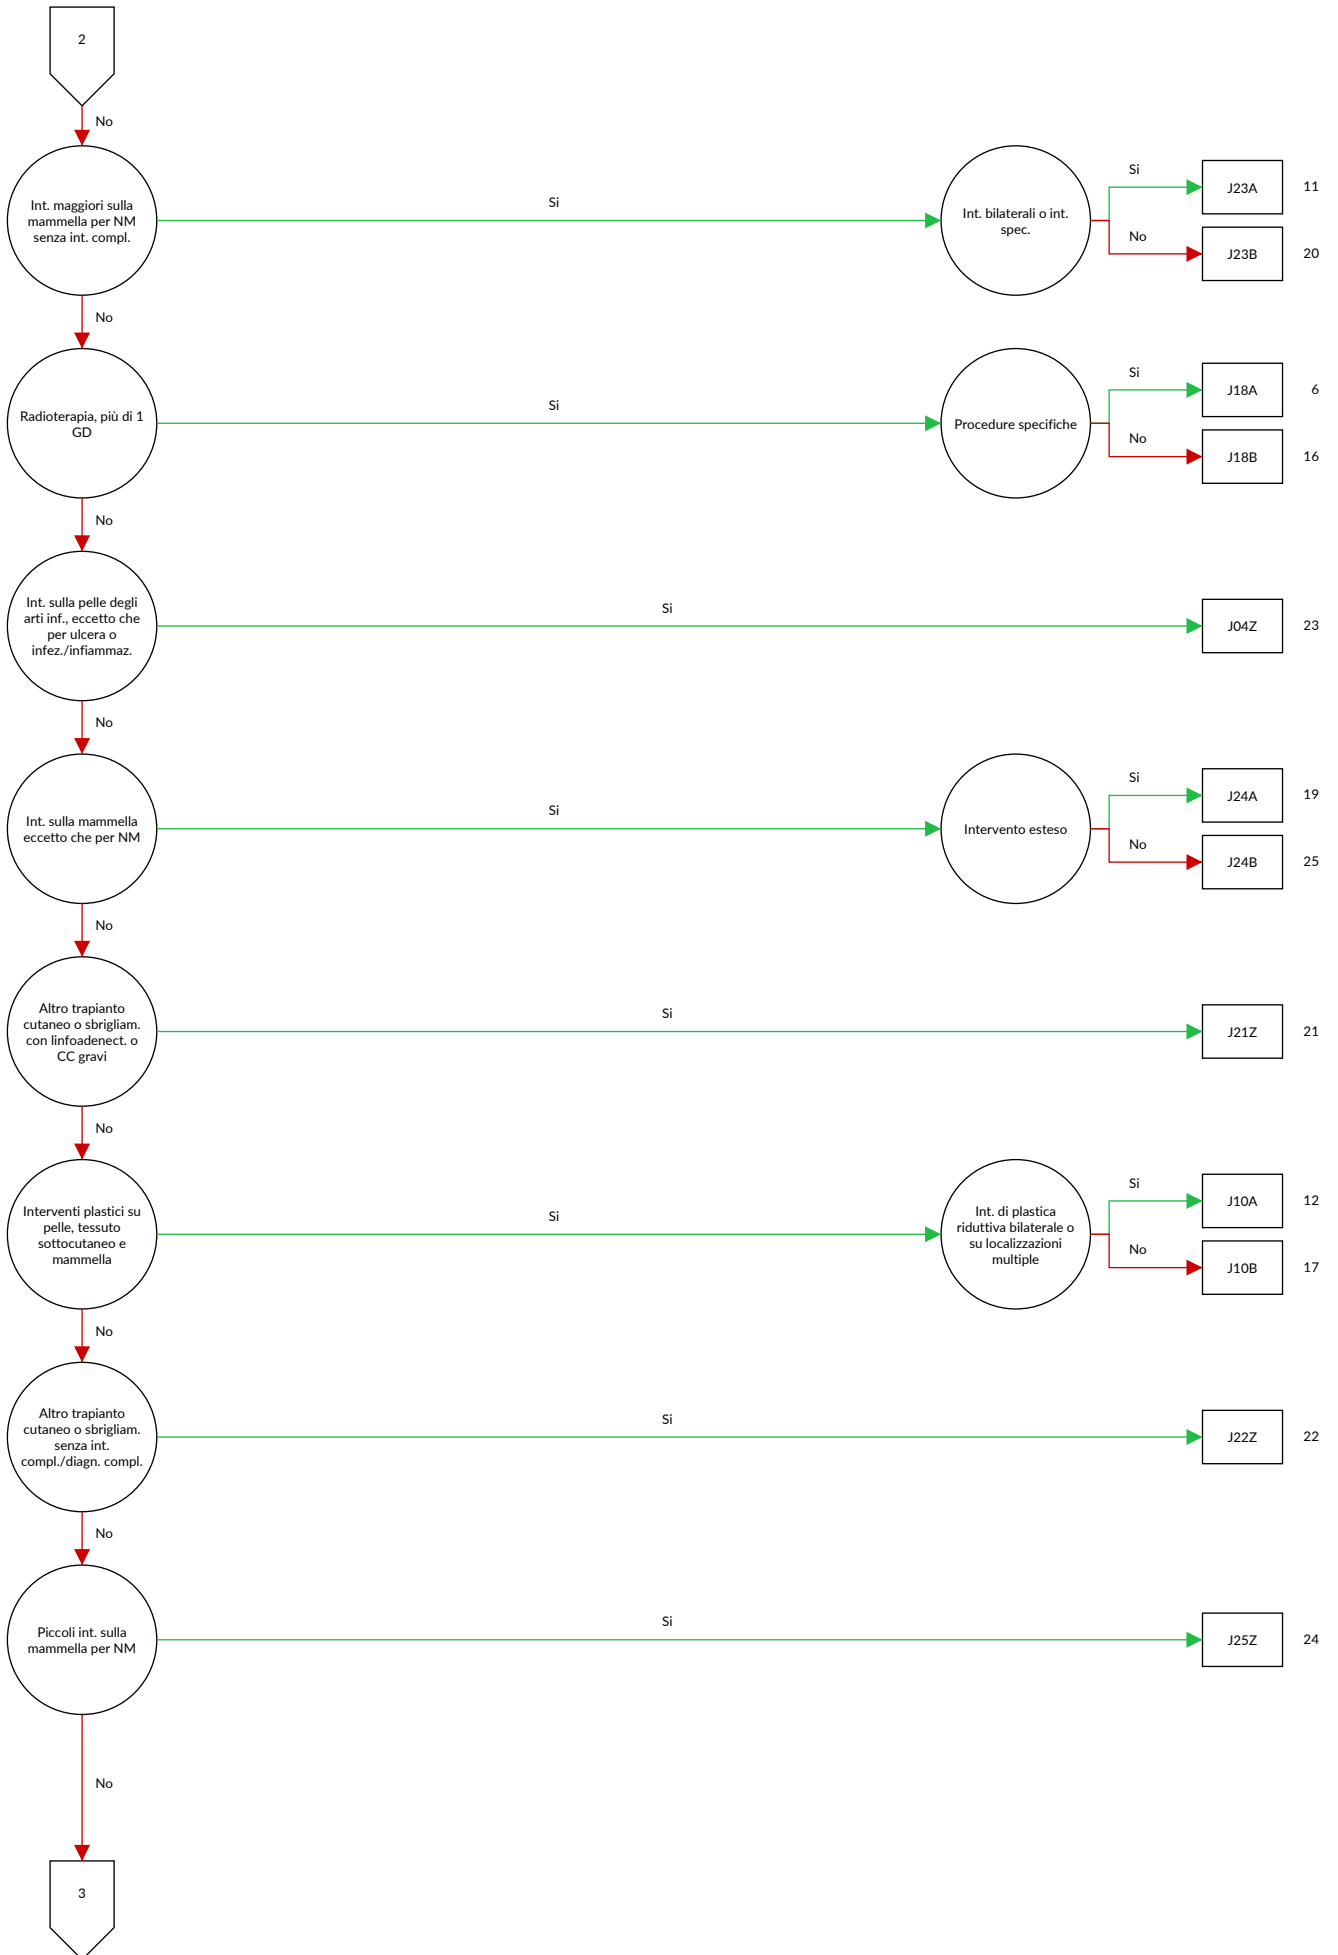 2
No
Int. maggiori sulla
mammella per NM
senza int. compl.
Si
Int. bilaterali o int.
spec.
Si
J23A
11
No
J23B
20
No
Radioterapia, più di 1
GD
Si
Procedure specifiche
Si
J18A
6
No
J18B
16
No
Int. sulla pelle degli
arti inf., eccetto che
per ulcera o
infez./infiammaz.
Si
J04Z
23
No
Int. sulla mammella
eccetto che per NM
Si
Intervento esteso
Si
J24A
19
No
J24B
25
No
Altro trapianto
cutaneo o sbrigliam.
con linfoadenect. o
CC gravi
Si
J21Z
21
No
Interventi plastici su
pelle, tessuto
sottocutaneo e
mammella
Si
Int. di plastica
riduttiva bilaterale o
su localizzazioni
multiple
Si
J10A
12
No
J10B
17
No
Altro trapianto
cutaneo o sbrigliam.
senza int.
compl./diagn. compl.
Si
J22Z
22
No
Piccoli int. sulla
mammella per NM
Si
J25Z
24
No
3